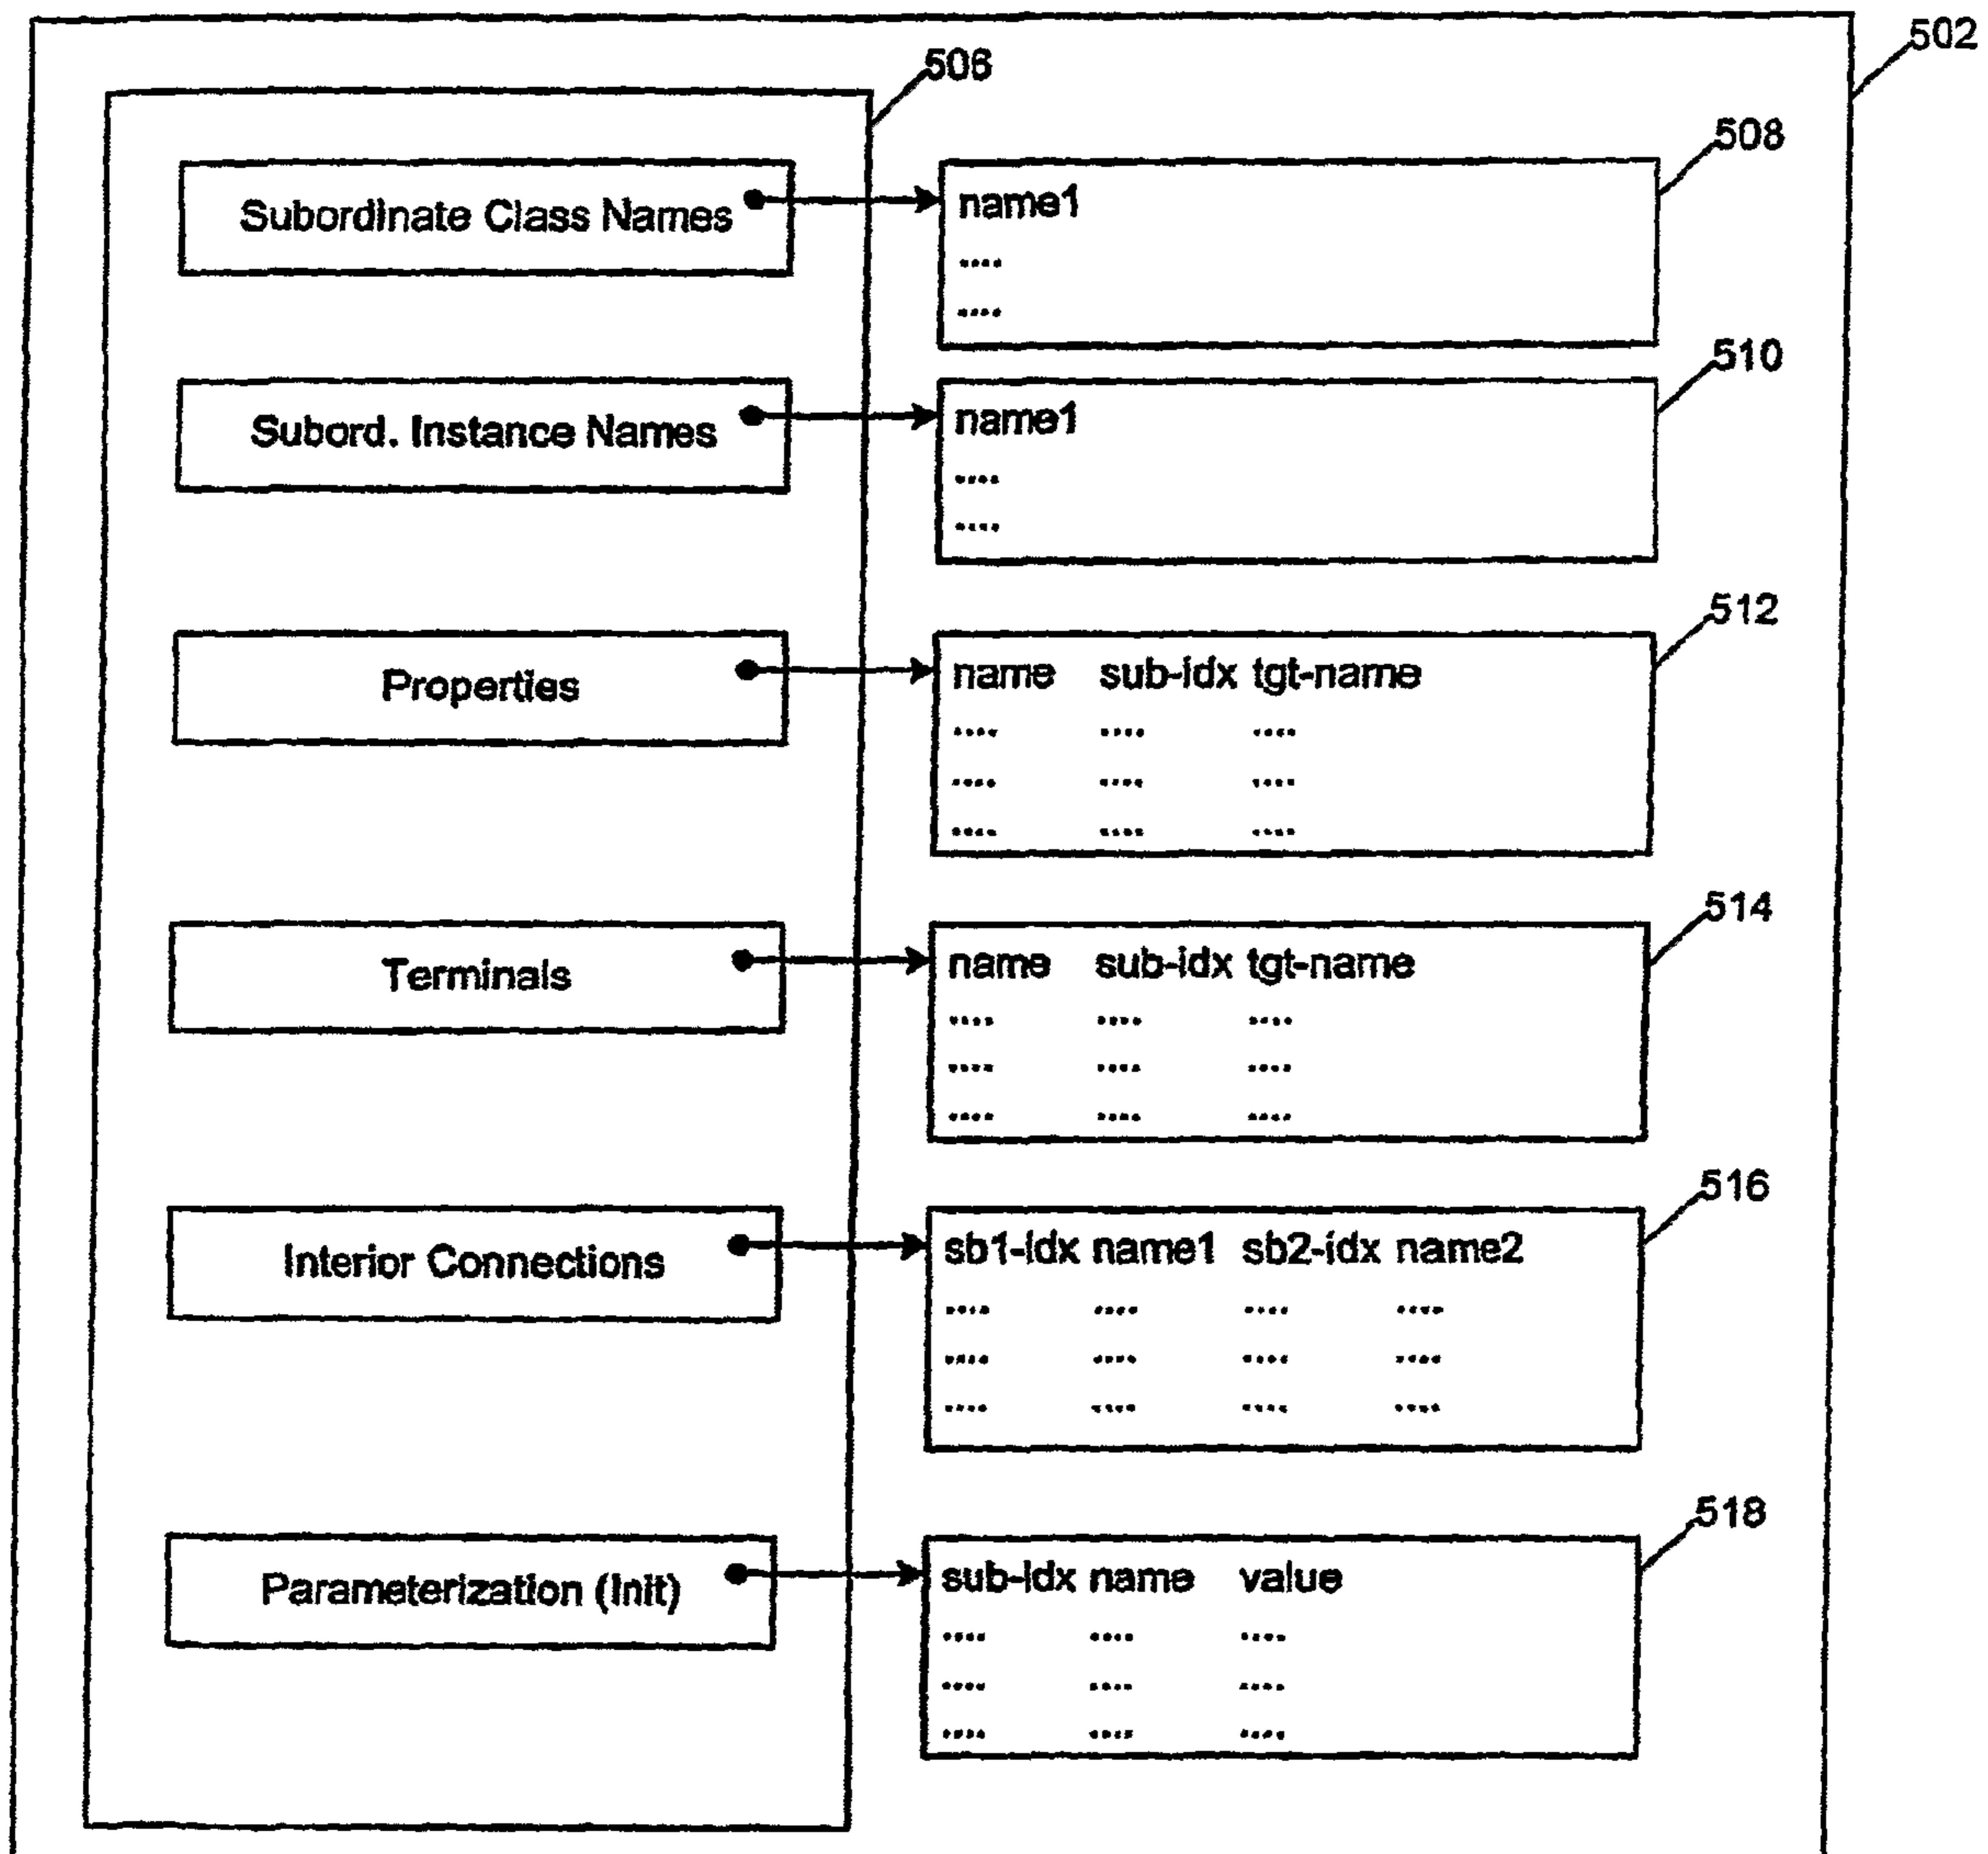 502
506
508
Subordinate Class Names
name1
....
....
510
Subord. Instance Names
name1
....
....
512
Properties
name sub-idx tgt-name
.... .... ....
.... .... ....
.... .... ....
514
Terminals
name sub-idx tgt-name
.... .... ....
.... .... ....
.... .... ....
516
Interior Connections
sb1-idx name1 sb2-idx name2
.... .... .... ....
.... .... .... ....
.... .... .... ....
518
Parameterization (Init)
sub-idx name value
.... .... ....
.... .... ....
.... .... ....